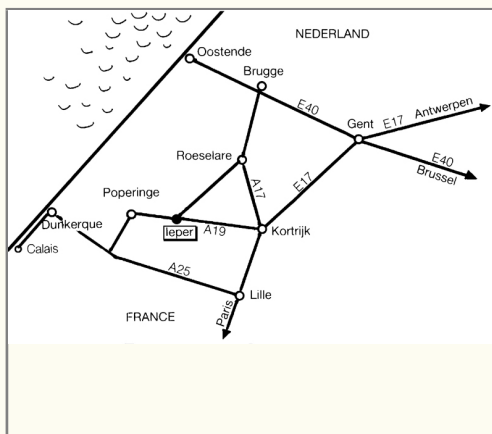 NEDERLAND
Oostende
Brugge
E40
Gent
E17 Antwerpen
E40
Brussel
Roeselare
A17
E17
Poperinge
Dunkerque
Ieper
A19
Kortrijk
Calais
A25
Lille
FRANCE
Paris